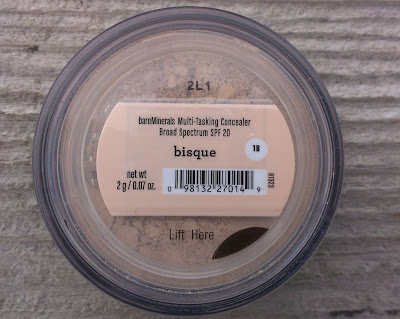 2L1
bareMinerals Multi-Tasking Concealer
Broad Spectrum SPF 20
bisque
1B
net wt
2 g / 0.07 oz.
0 98132 27014 9
61323
Lift Here